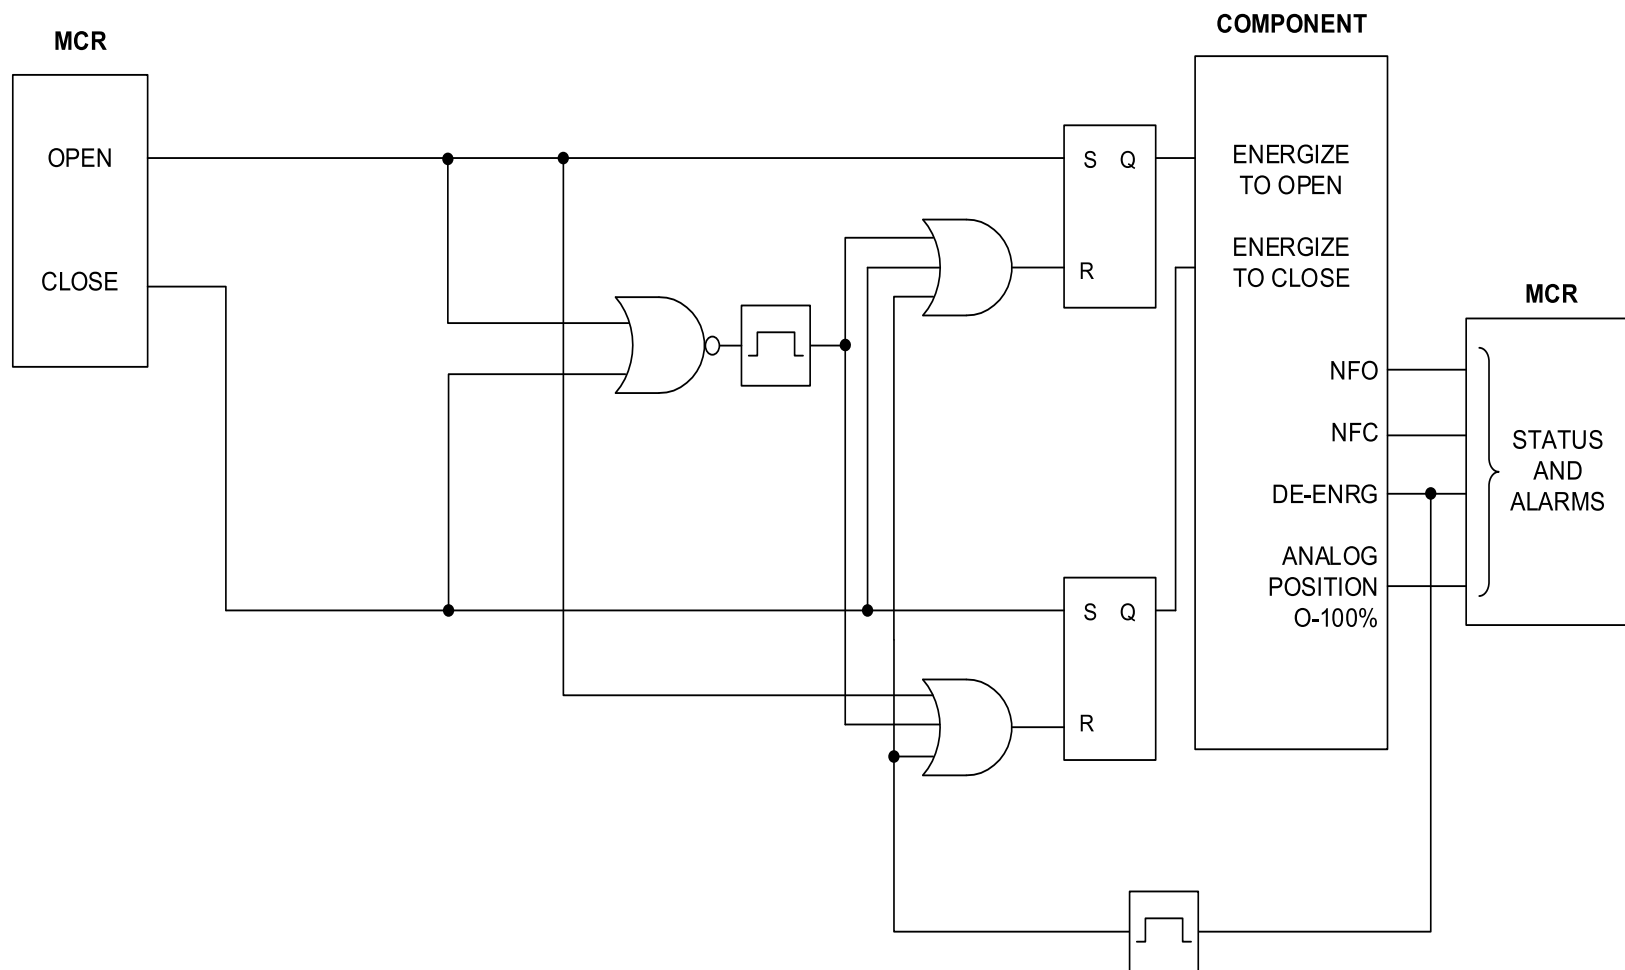 MCR
OPEN
CLOSE
S Q
R
S Q
R
COMPONENT
ENERGIZE
TO OPEN
ENERGIZE
TO CLOSE
NFO
NFC
DE-ENRG
ANALOG
POSITION
O-100%
MCR
STATUS
AND
ALARMS